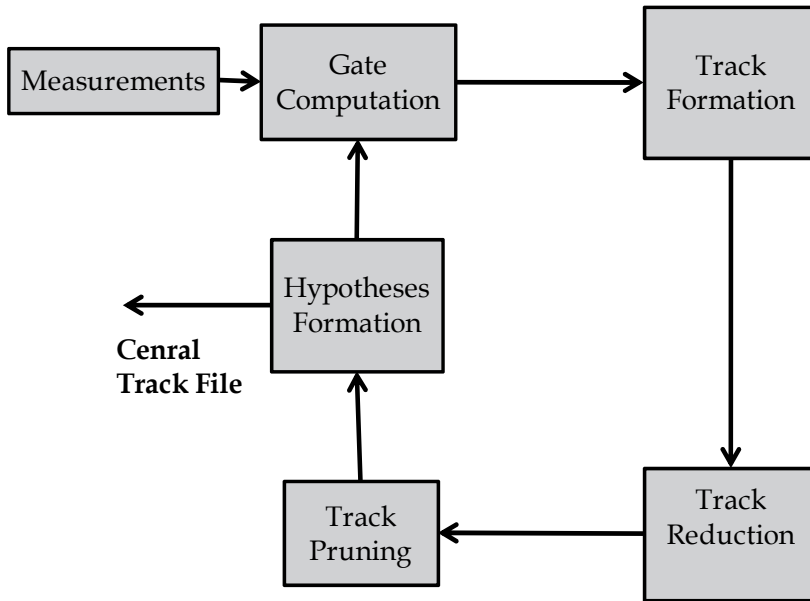 Measurements
Gate
Computation
Track
Formation
Hypotheses
Formation
Cenral
Track File
Track
Pruning
Track
Reduction